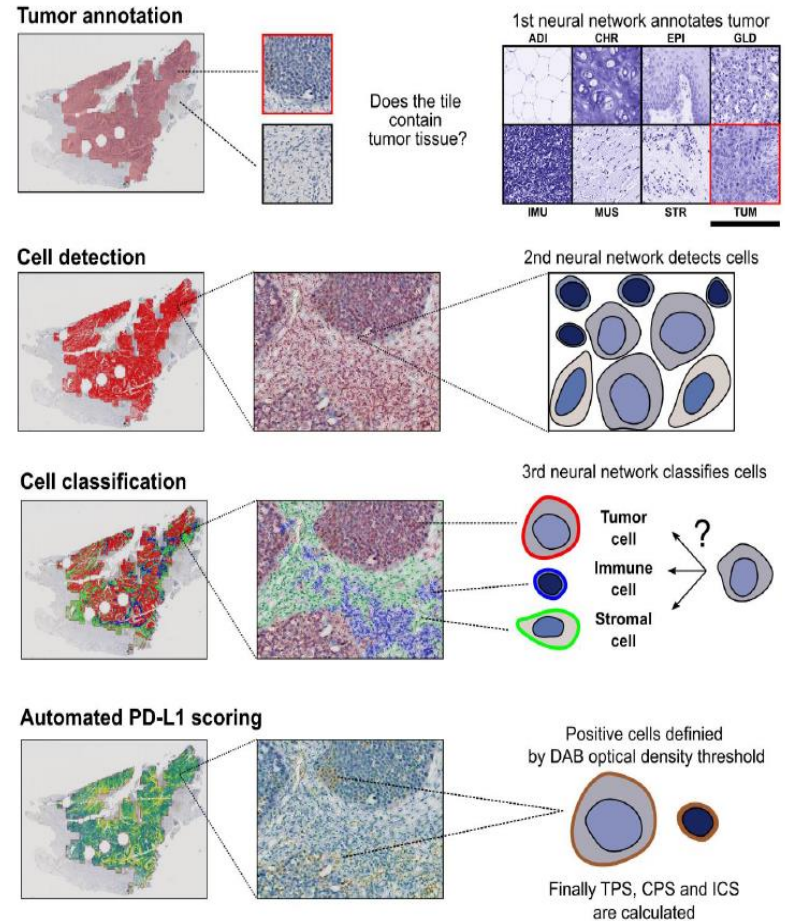 Tumor annotation
1st neural network annotates tumor
ADI CHR EPI GLD
Does the tile
contain
tumor tissue?
IMU MUS STR TUM
Cell detection
2nd neural network detects cells
Cell classification
3rd neural network classifies cells
Tumor
cell
?
Immune
cell
Stromal
cell
Automated PD-L1 scoring
Positive cells definied
by DAB optical density threshold
Finally TPS, CPS and ICS
are calculated